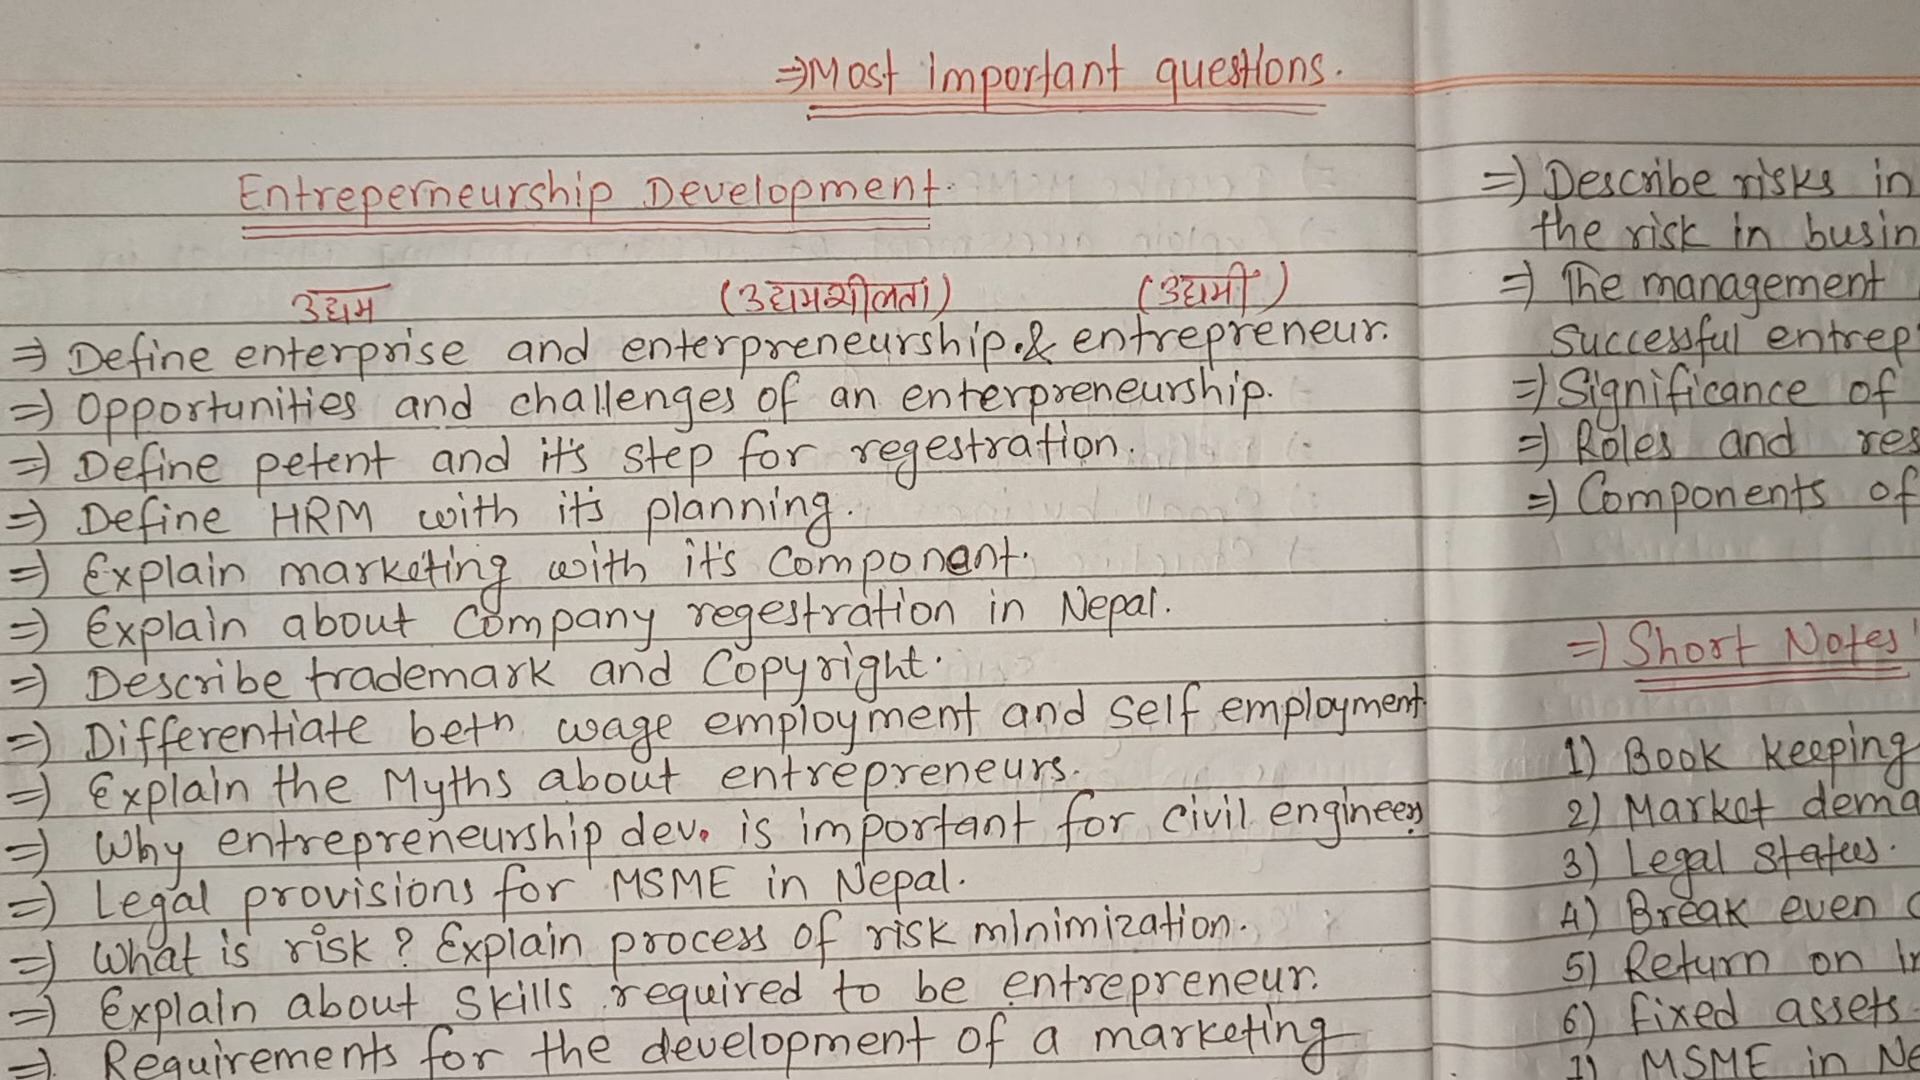 ⇒Most important questions.
Entreperneurship Development.
उद्यम (उद्यमशीलता) (उद्यमी)
⇒ Define enterprise and enterpreneurship.& entrepreneur.
⇒ Opportunities and challenges of an enterpreneurship.
⇒ Define petent and it's step for regestration.
⇒ Define HRM with it's planning.
⇒ Explain marketing with it's component.
⇒ Explain about Company regestration in Nepal.
⇒ Describe trademark and Copyright.
⇒ Differentiate betn wage employment and self employment
⇒ Explain the Myths about entrepreneurs.
⇒ Why entrepreneurship dev. is important for civil engineers
⇒ Legal provisions for MSME in Nepal.
⇒ What is risk? Explain process of risk minimization.
⇒ Explain about skills required to be entrepreneur.
⇒ Requirements for the development of a marketing
⇒ Describe risks in
the risk in busin
⇒ The management
Successful entrep
⇒ Significance of
⇒ Roles and res
⇒ Components of
⇒ Short Notes
1) Book keeping
2) Market dema
3) Legal Status.
4) Break even
5) Return on in
6) Fixed assets.
7) MSME in Ne